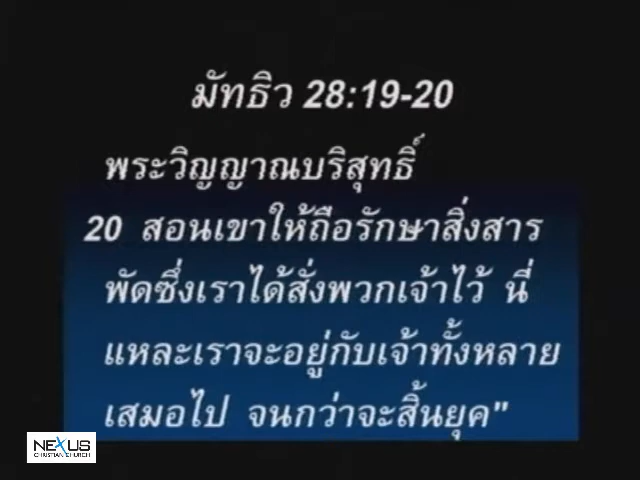 มัทธิว 28:19-20
พระวิญญาณบริสุทธิ์
20 สอนเขาให้ถือรักษาสิ่งสาร
พัดซึ่งเราได้สั่งพวกเจ้าไว้ นี่
แหละเราจะอยู่กับเจ้าทั้งหลาย
เสมอไป จนกว่าจะสิ้นยุค"
NEXUS
CHRISTIAN CHURCH